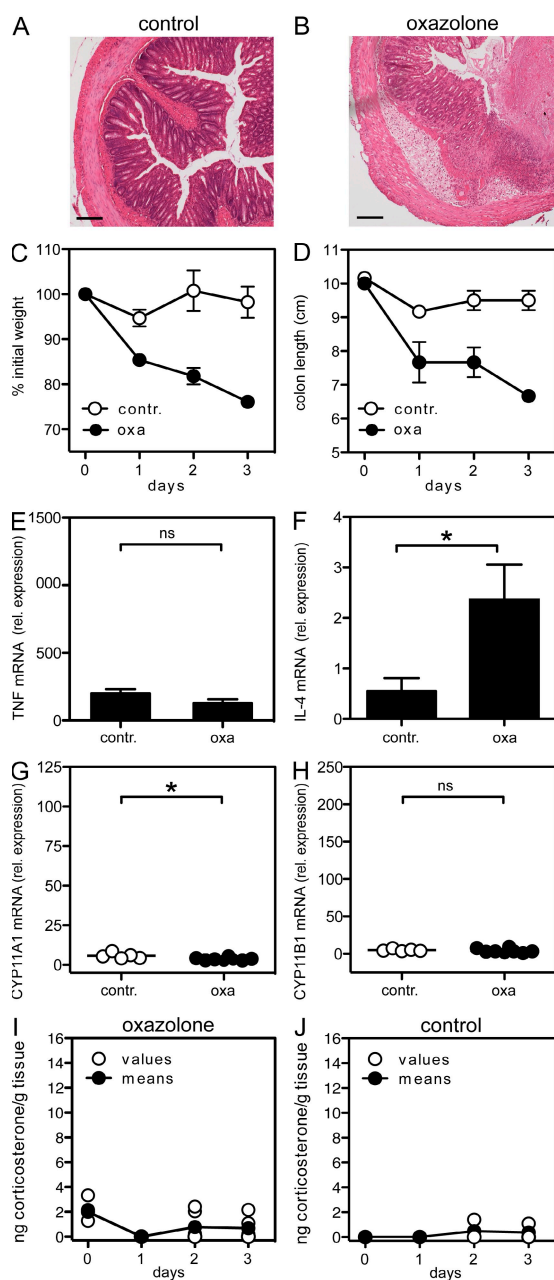 A control
B oxazolone
C
% initial weight
110
100
90
80
70
contr.
oxa
0 1 2 3
days
D
colon length (cm)
11
10
9
8
7
6
5
contr.
oxa
0 1 2 3
days
E
TNF mRNA (rel. expression)
1500
000
500
0
ns
contr. oxa
F
IL-4 mRNA (rel. expression)
4
3
2
1
0
*
contr. oxa
G
CYP11A1 mRNA (rel. expression)
125
100
75
50
25
0
*
contr. oxa
H
CYP11B1 mRNA (rel. expression)
250
200
150
100
50
0
ns
contr. oxa
I oxazolone
ng corticosterone/g tissue
16
14
12
10
8
6
4
2
0
values
means
0 1 2 3
days
J control
ng corticosterone/g tissue
16
14
12
10
8
6
4
2
0
values
means
0 1 2 3
days